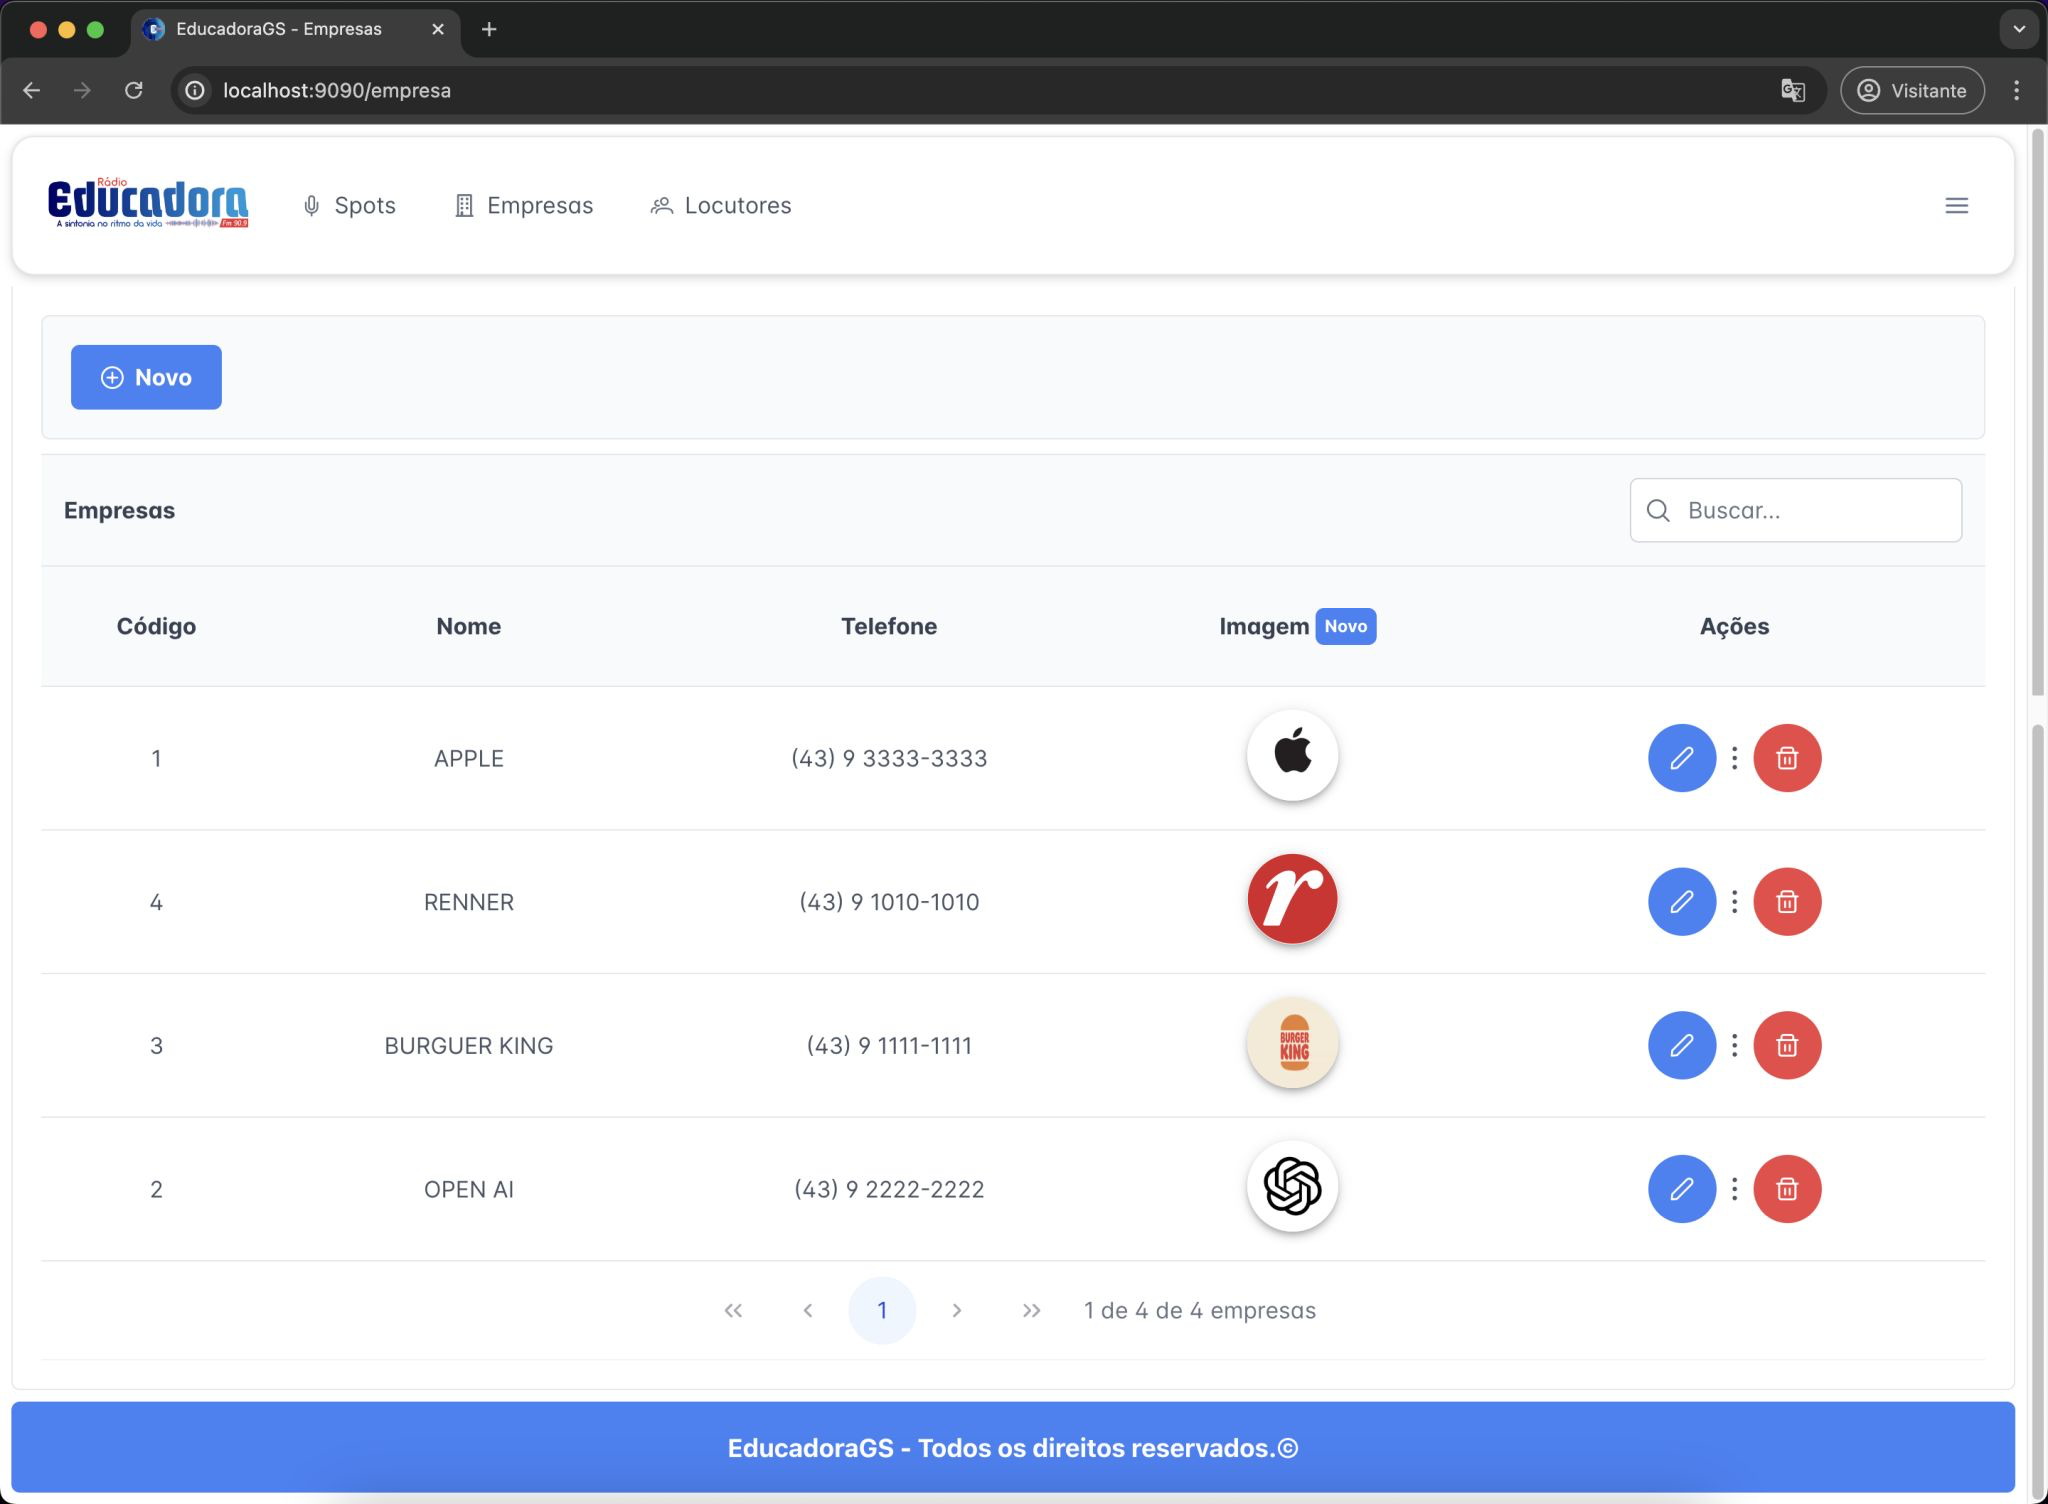 EducadoraGS - Empresas
localhost:9090/empresa
Visitante
Rádio
Educadora
A sintonia no ritmo da vida
Fm 90.9
Spots
Empresas
Locutores
Novo
Empresas
Buscar...
Código Nome Telefone Imagem Novo Ações
1 APPLE (43) 9 3333-3333
4 RENNER (43) 9 1010-1010
r
3 BURGUER KING (43) 9 1111-1111
BURGER
KING
2 OPEN AI (43) 9 2222-2222
<< < 1 > >> 1 de 4 de 4 empresas
EducadoraGS - Todos os direitos reservados.©